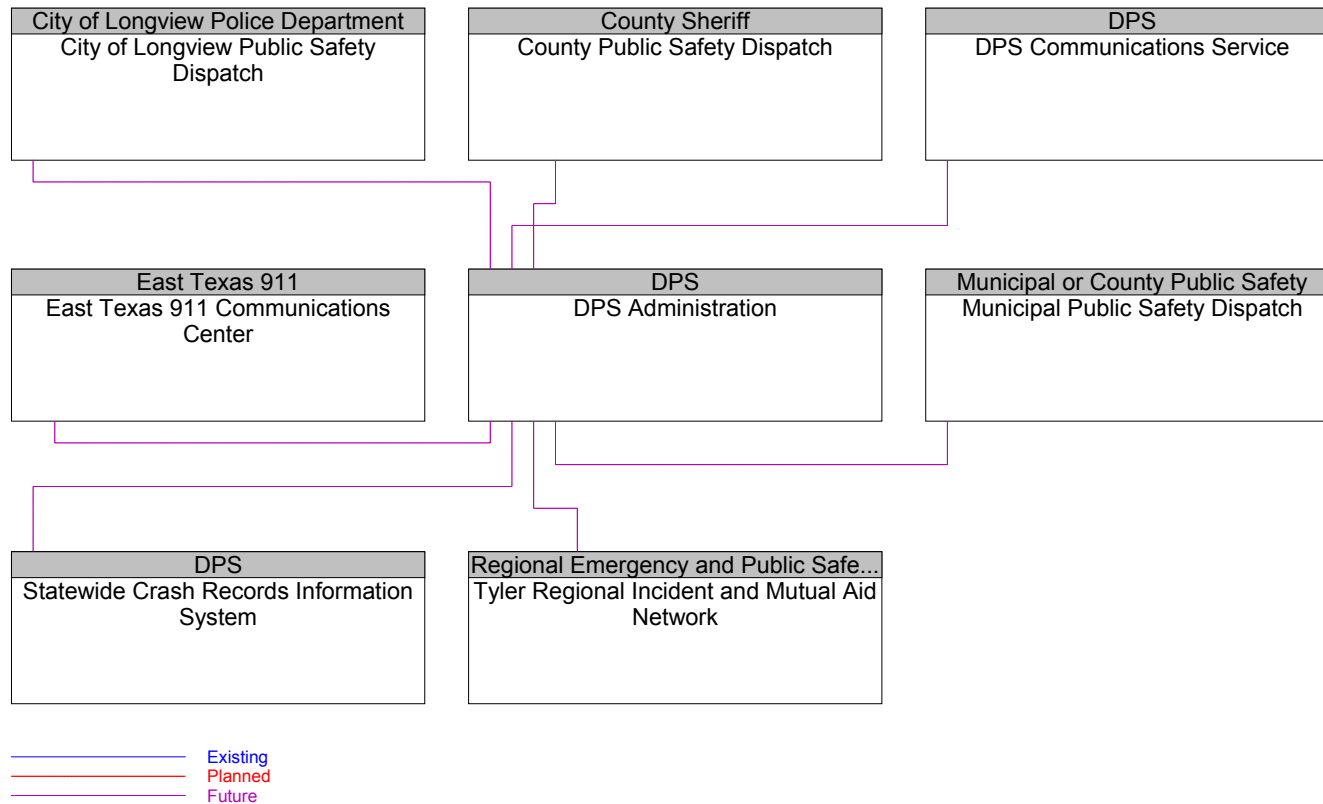 City of Longview Police Department
City of Longview Public Safety
Dispatch
County Sheriff
County Public Safety Dispatch
DPS
DPS Communications Service
East Texas 911
East Texas 911 Communications
Center
DPS
DPS Administration
Municipal or County Public Safety
Municipal Public Safety Dispatch
DPS
Statewide Crash Records Information
System
Regional Emergency and Public Safe...
Tyler Regional Incident and Mutual Aid
Network
Existing
Planned
Future